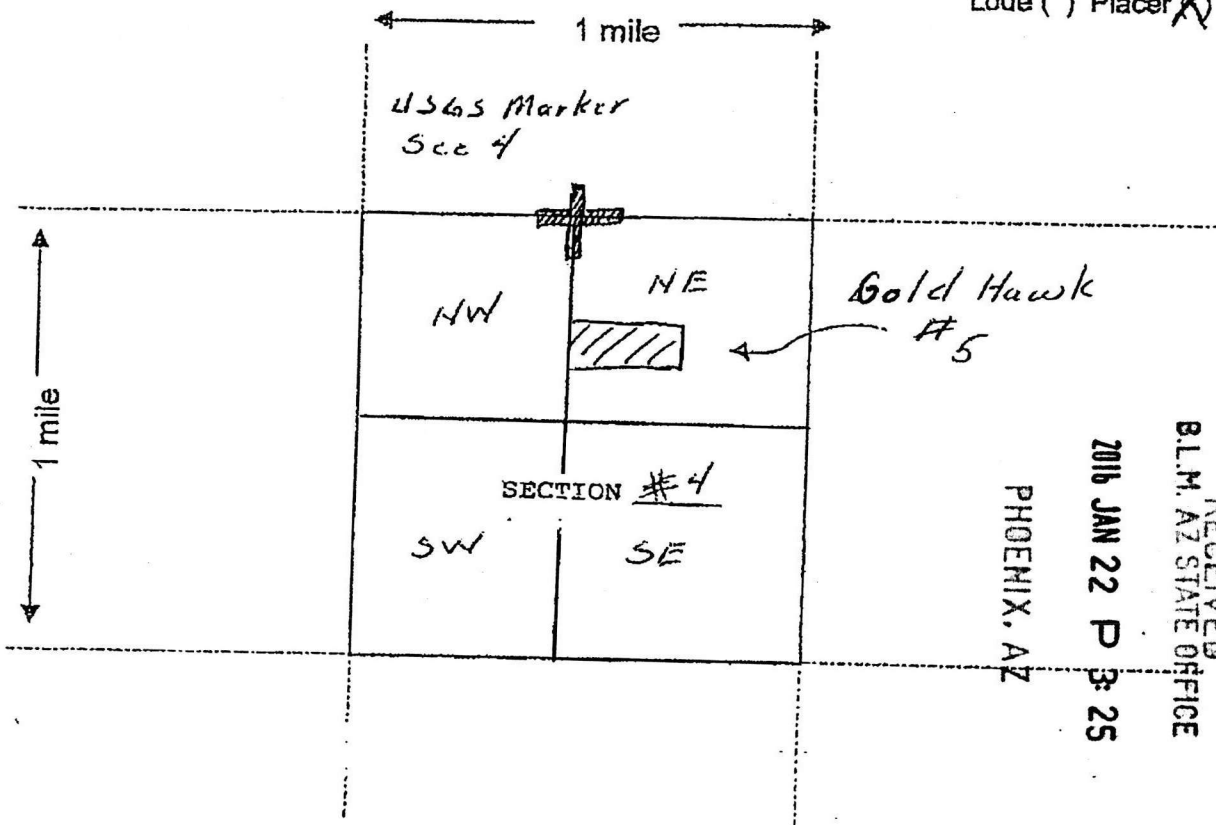 Lode ( ) Placer (X)
1 mile
USGS Marker
Sec 4
NW
NE
Gold Hawk
#5
1 mile
SECTION #4
SW
SE
RECEIVED
B.L.M. AZ STATE OFFICE
2016 JAN 22 P 3:25
PHOENIX, AZ